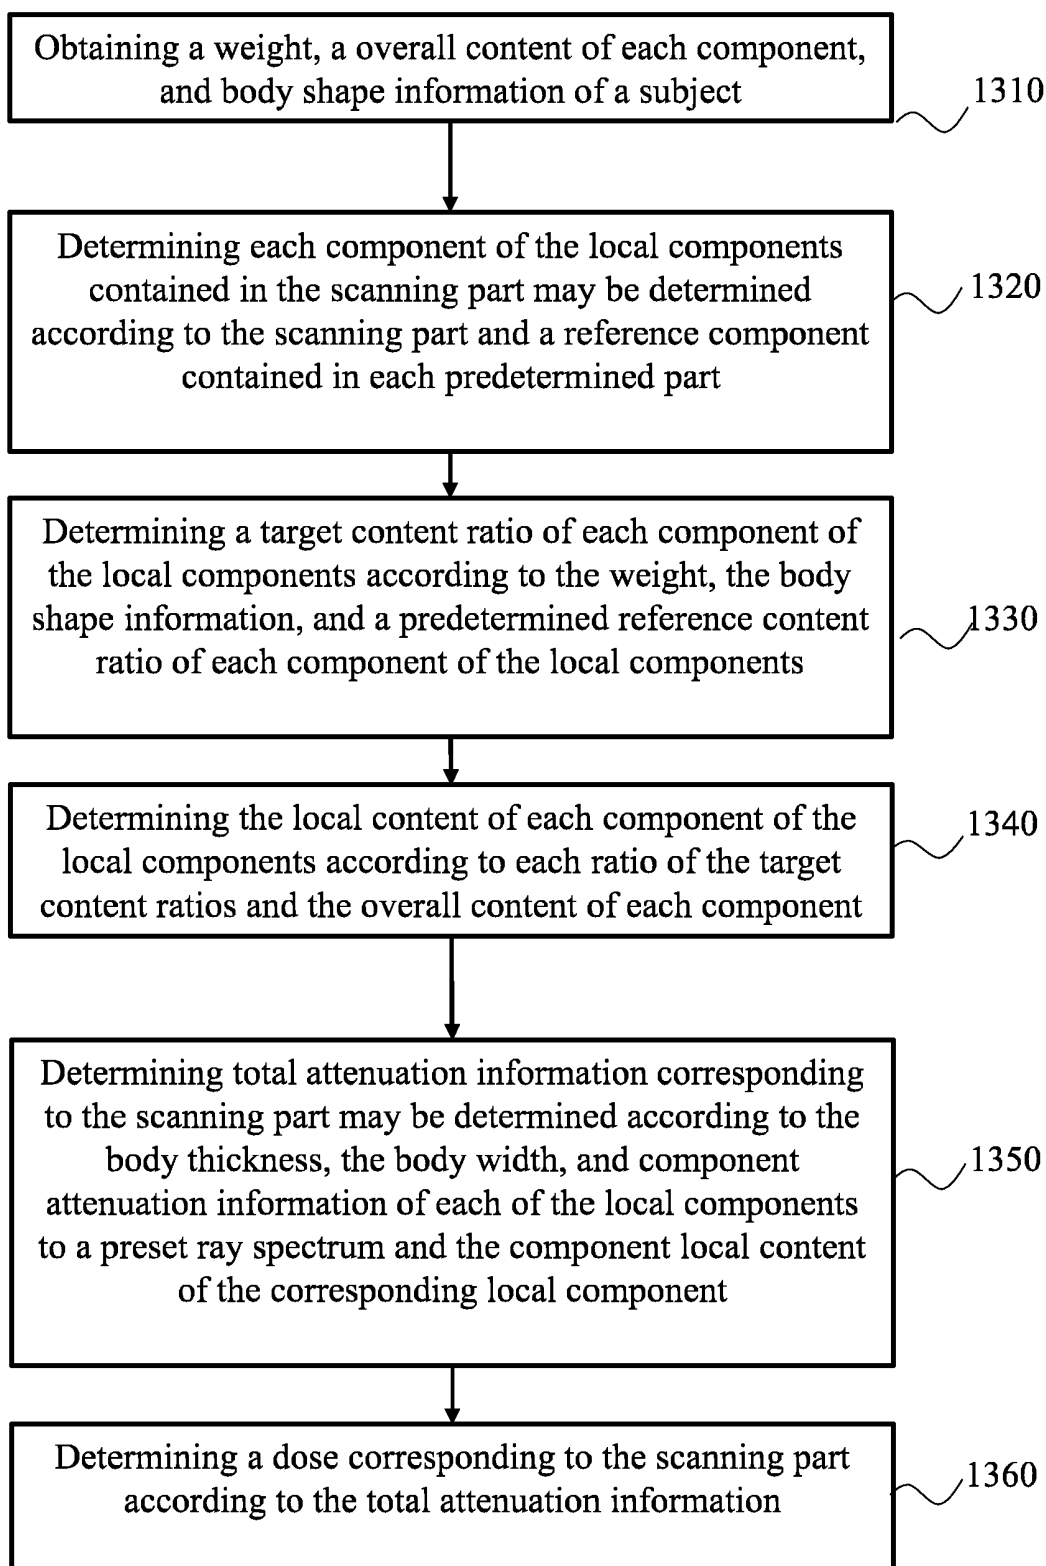 Obtaining a weight, a overall content of each component,
and body shape information of a subject
1310
Determining each component of the local components
contained in the scanning part may be determined
according to the scanning part and a reference component
contained in each predetermined part
1320
Determining a target content ratio of each component of
the local components according to the weight, the body
shape information, and a predetermined reference content
ratio of each component of the local components
1330
Determining the local content of each component of the
local components according to each ratio of the target
content ratios and the overall content of each component
1340
Determining total attenuation information corresponding
to the scanning part may be determined according to the
body thickness, the body width, and component
attenuation information of each of the local components
to a preset ray spectrum and the component local content
of the corresponding local component
1350
Determining a dose corresponding to the scanning part
according to the total attenuation information
1360